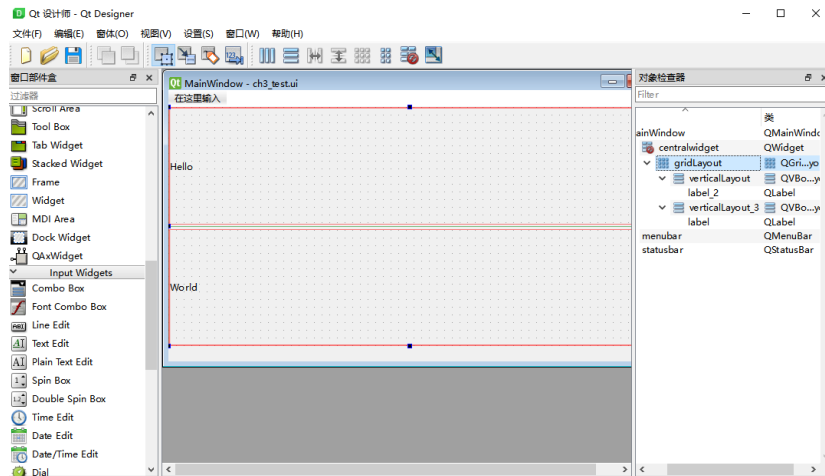 Qt 设计师 - Qt Designer
文件(F) 编辑(E) 窗体(O) 视图(V) 设置(S) 窗口(W) 帮助(H)
窗口部件盒
过滤器
Scroll Area
Tool Box
Tab Widget
Stacked Widget
Frame
Widget
MDI Area
Dock Widget
QAxWidget
Input Widgets
Combo Box
Font Combo Box
Line Edit
Text Edit
Plain Text Edit
Spin Box
Double Spin Box
Time Edit
Date Edit
Date/Time Edit
Dial
MainWindow - ch3_test.ui
在这里输入
Hello
World
对象检查器
Filter
类
ainWindow QMainWindc
centralwidget QWidget
gridLayout QGri...yo
verticalLayout QVBo...y
label_2 QLabel
verticalLayout_3 QVBo...y
label QLabel
menubar QMenuBar
statusbar QStatusBar